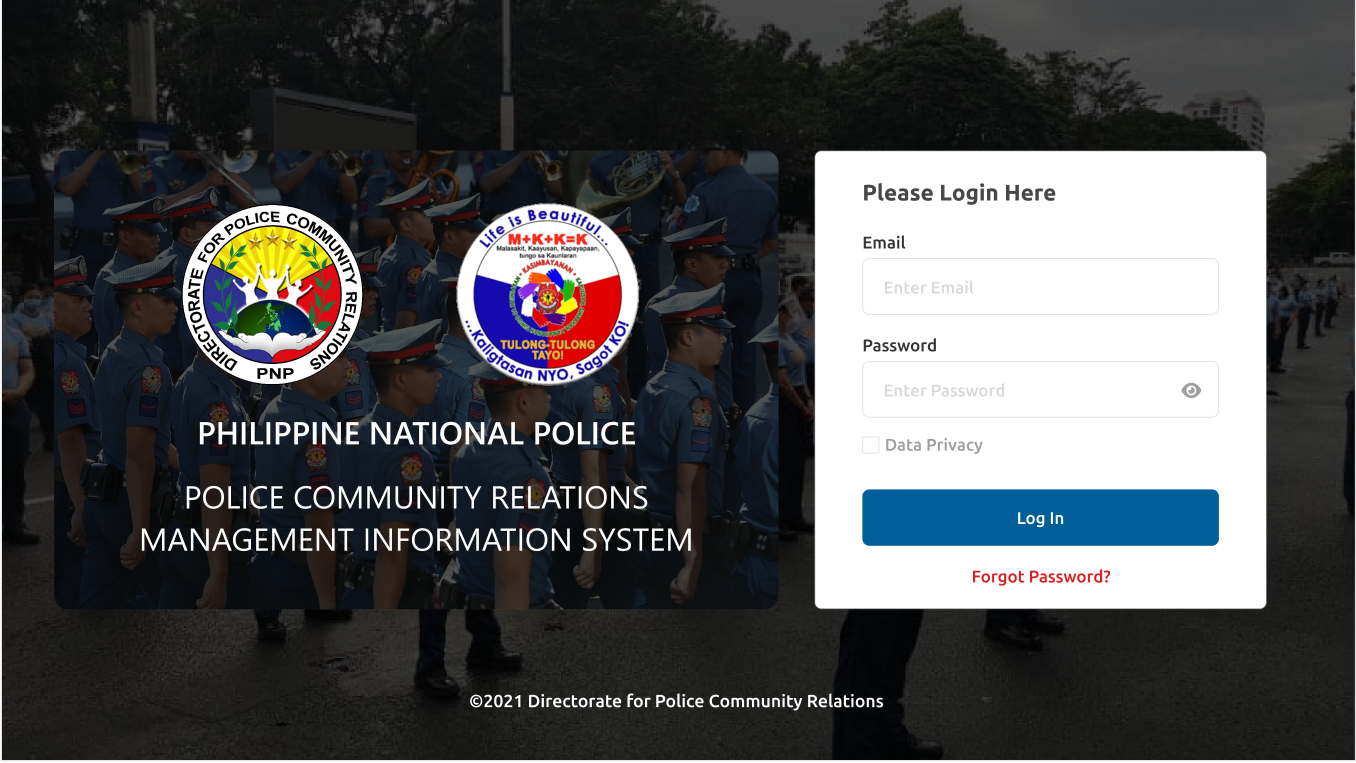 DIRECTORATE FOR POLICE COMMUNITY RELATIONS
PNP
Life is Beautiful...
M+K+K=K
Malasakit, Kaayusan, Kapayapaan,
tungo sa Kaunlaran
KASIMBAYANAN
TULONG-TULONG
TAYO!
...Kaligtasan NYO, Sagot KO!
PHILIPPINE NATIONAL POLICE
POLICE COMMUNITY RELATIONS
MANAGEMENT INFORMATION SYSTEM
Please Login Here
Email
Enter Email
Password
Enter Password
Data Privacy
Log In
Forgot Password?
©2021 Directorate for Police Community Relations